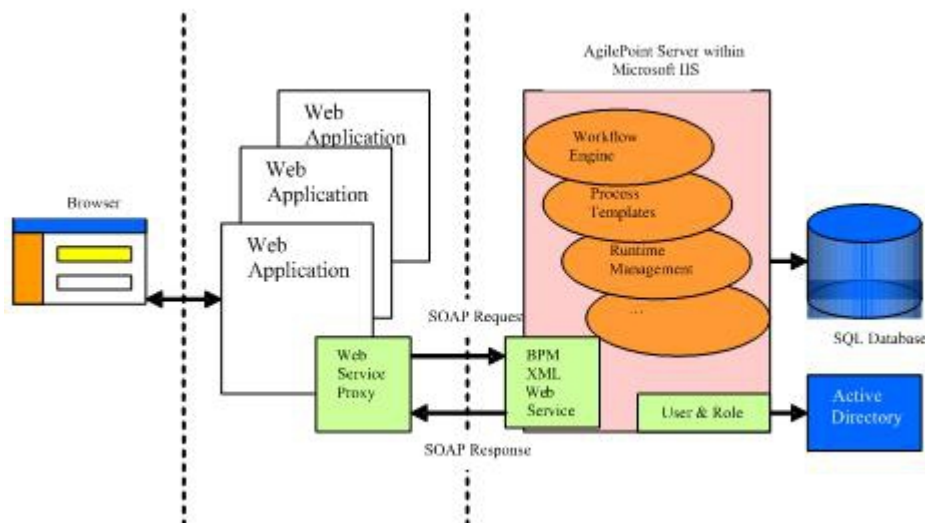 AgilePoint Server within
Microsoft IIS
Web
Application
Web
Application
Web
Application
Browser
Workflow
Engine
Process
Templates
Runtime
Management
...
SOAP Request
SQL Database
Web
Service
Proxy
BPM
XML
Web
Service
User & Role
Active
Directory
SOAP Response